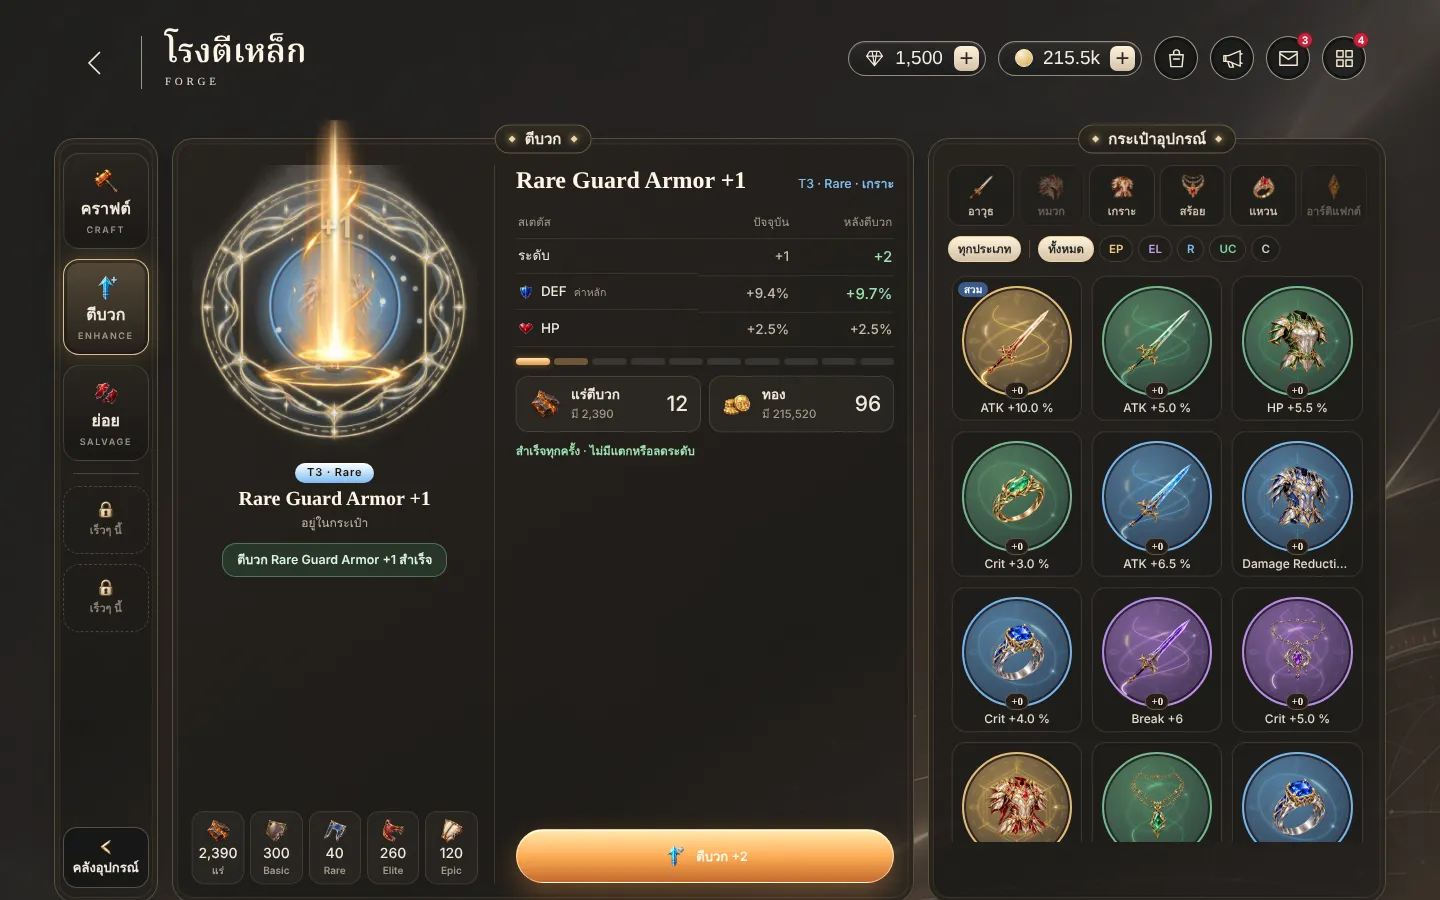 โรงตีเหล็ก
FORGE
1,500
215.5k
3
4
คราฟต์
CRAFT
ตีบวก
ENHANCE
ย่อย
SALVAGE
เร็วๆ นี้
เร็วๆ นี้
คลังอุปกรณ์
ตีบวก
+1
T3 · Rare
Rare Guard Armor +1
อยู่ในกระเป๋า
ตีบวก Rare Guard Armor +1 สำเร็จ
2,390
แร่
300
Basic
40
Rare
260
Elite
120
Epic
Rare Guard Armor +1
T3 · Rare · เกราะ
สเตตัส ปัจจุบัน หลังตีบวก
ระดับ +1 +2
DEF ค่าหลัก +9.4% +9.7%
HP +2.5% +2.5%
แร่ตีบวก
มี 2,390
12
ทอง
มี 215,520
96
สำเร็จทุกครั้ง · ไม่มีแตกหรือลดระดับ
ตีบวก +2
กระเป๋าอุปกรณ์
อาวุธ หมวก เกราะ สร้อย แหวน อาร์ติแฟกต์
ทุกประเภท ทั้งหมด EP EL R UC C
สวม
+0 +0 +0
ATK +10.0 % ATK +5.0 % HP +5.5 %
+0 +0 +0
Crit +3.0 % ATK +6.5 % Damage Reducti...
+0 +0 +0
Crit +4.0 % Break +6 Crit +5.0 %